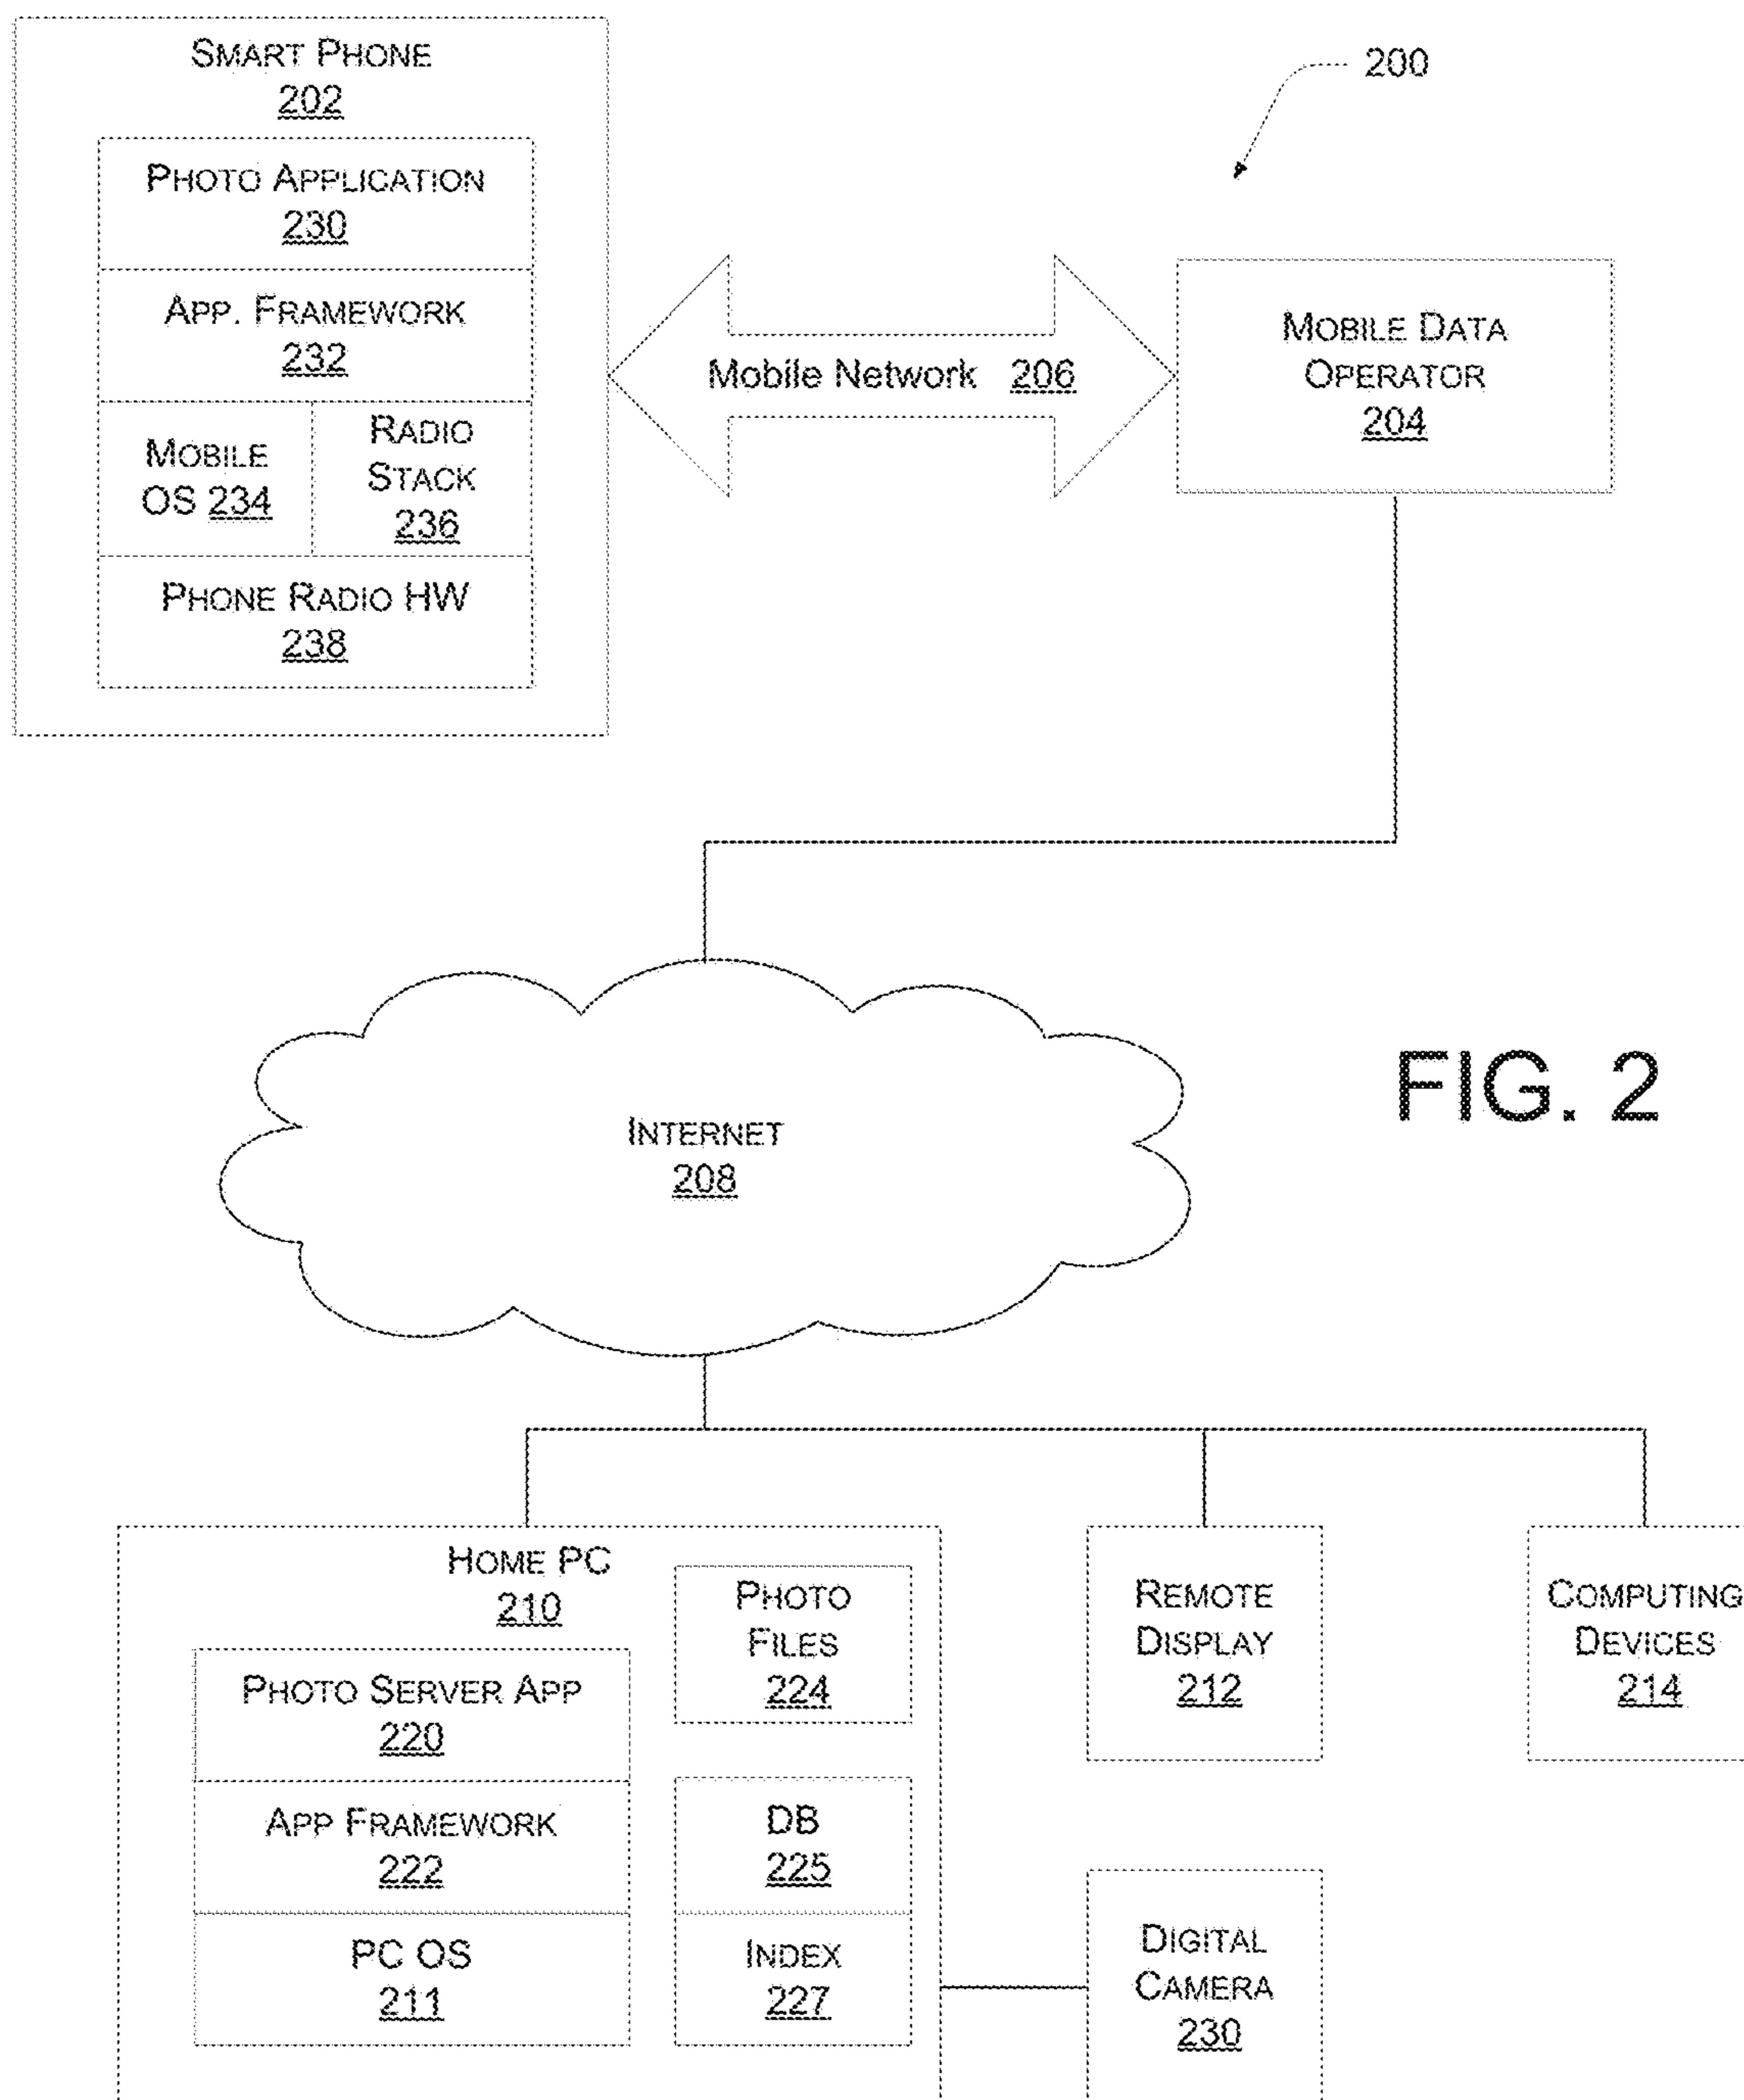 SMART PHONE
202
PHOTO APPLICATION
230
APP. FRAMEWORK
232
MOBILE
OS 234
RADIO
STACK
236
PHONE RADIO HW
238
200
Mobile Network 206
MOBILE DATA
OPERATOR
204
INTERNET
208
FIG. 2
HOME PC
210
PHOTO SERVER APP
220
APP FRAMEWORK
222
PC OS
211
PHOTO
FILES
224
DB
225
INDEX
227
REMOTE
DISPLAY
212
COMPUTING
DEVICES
214
DIGITAL
CAMERA
230